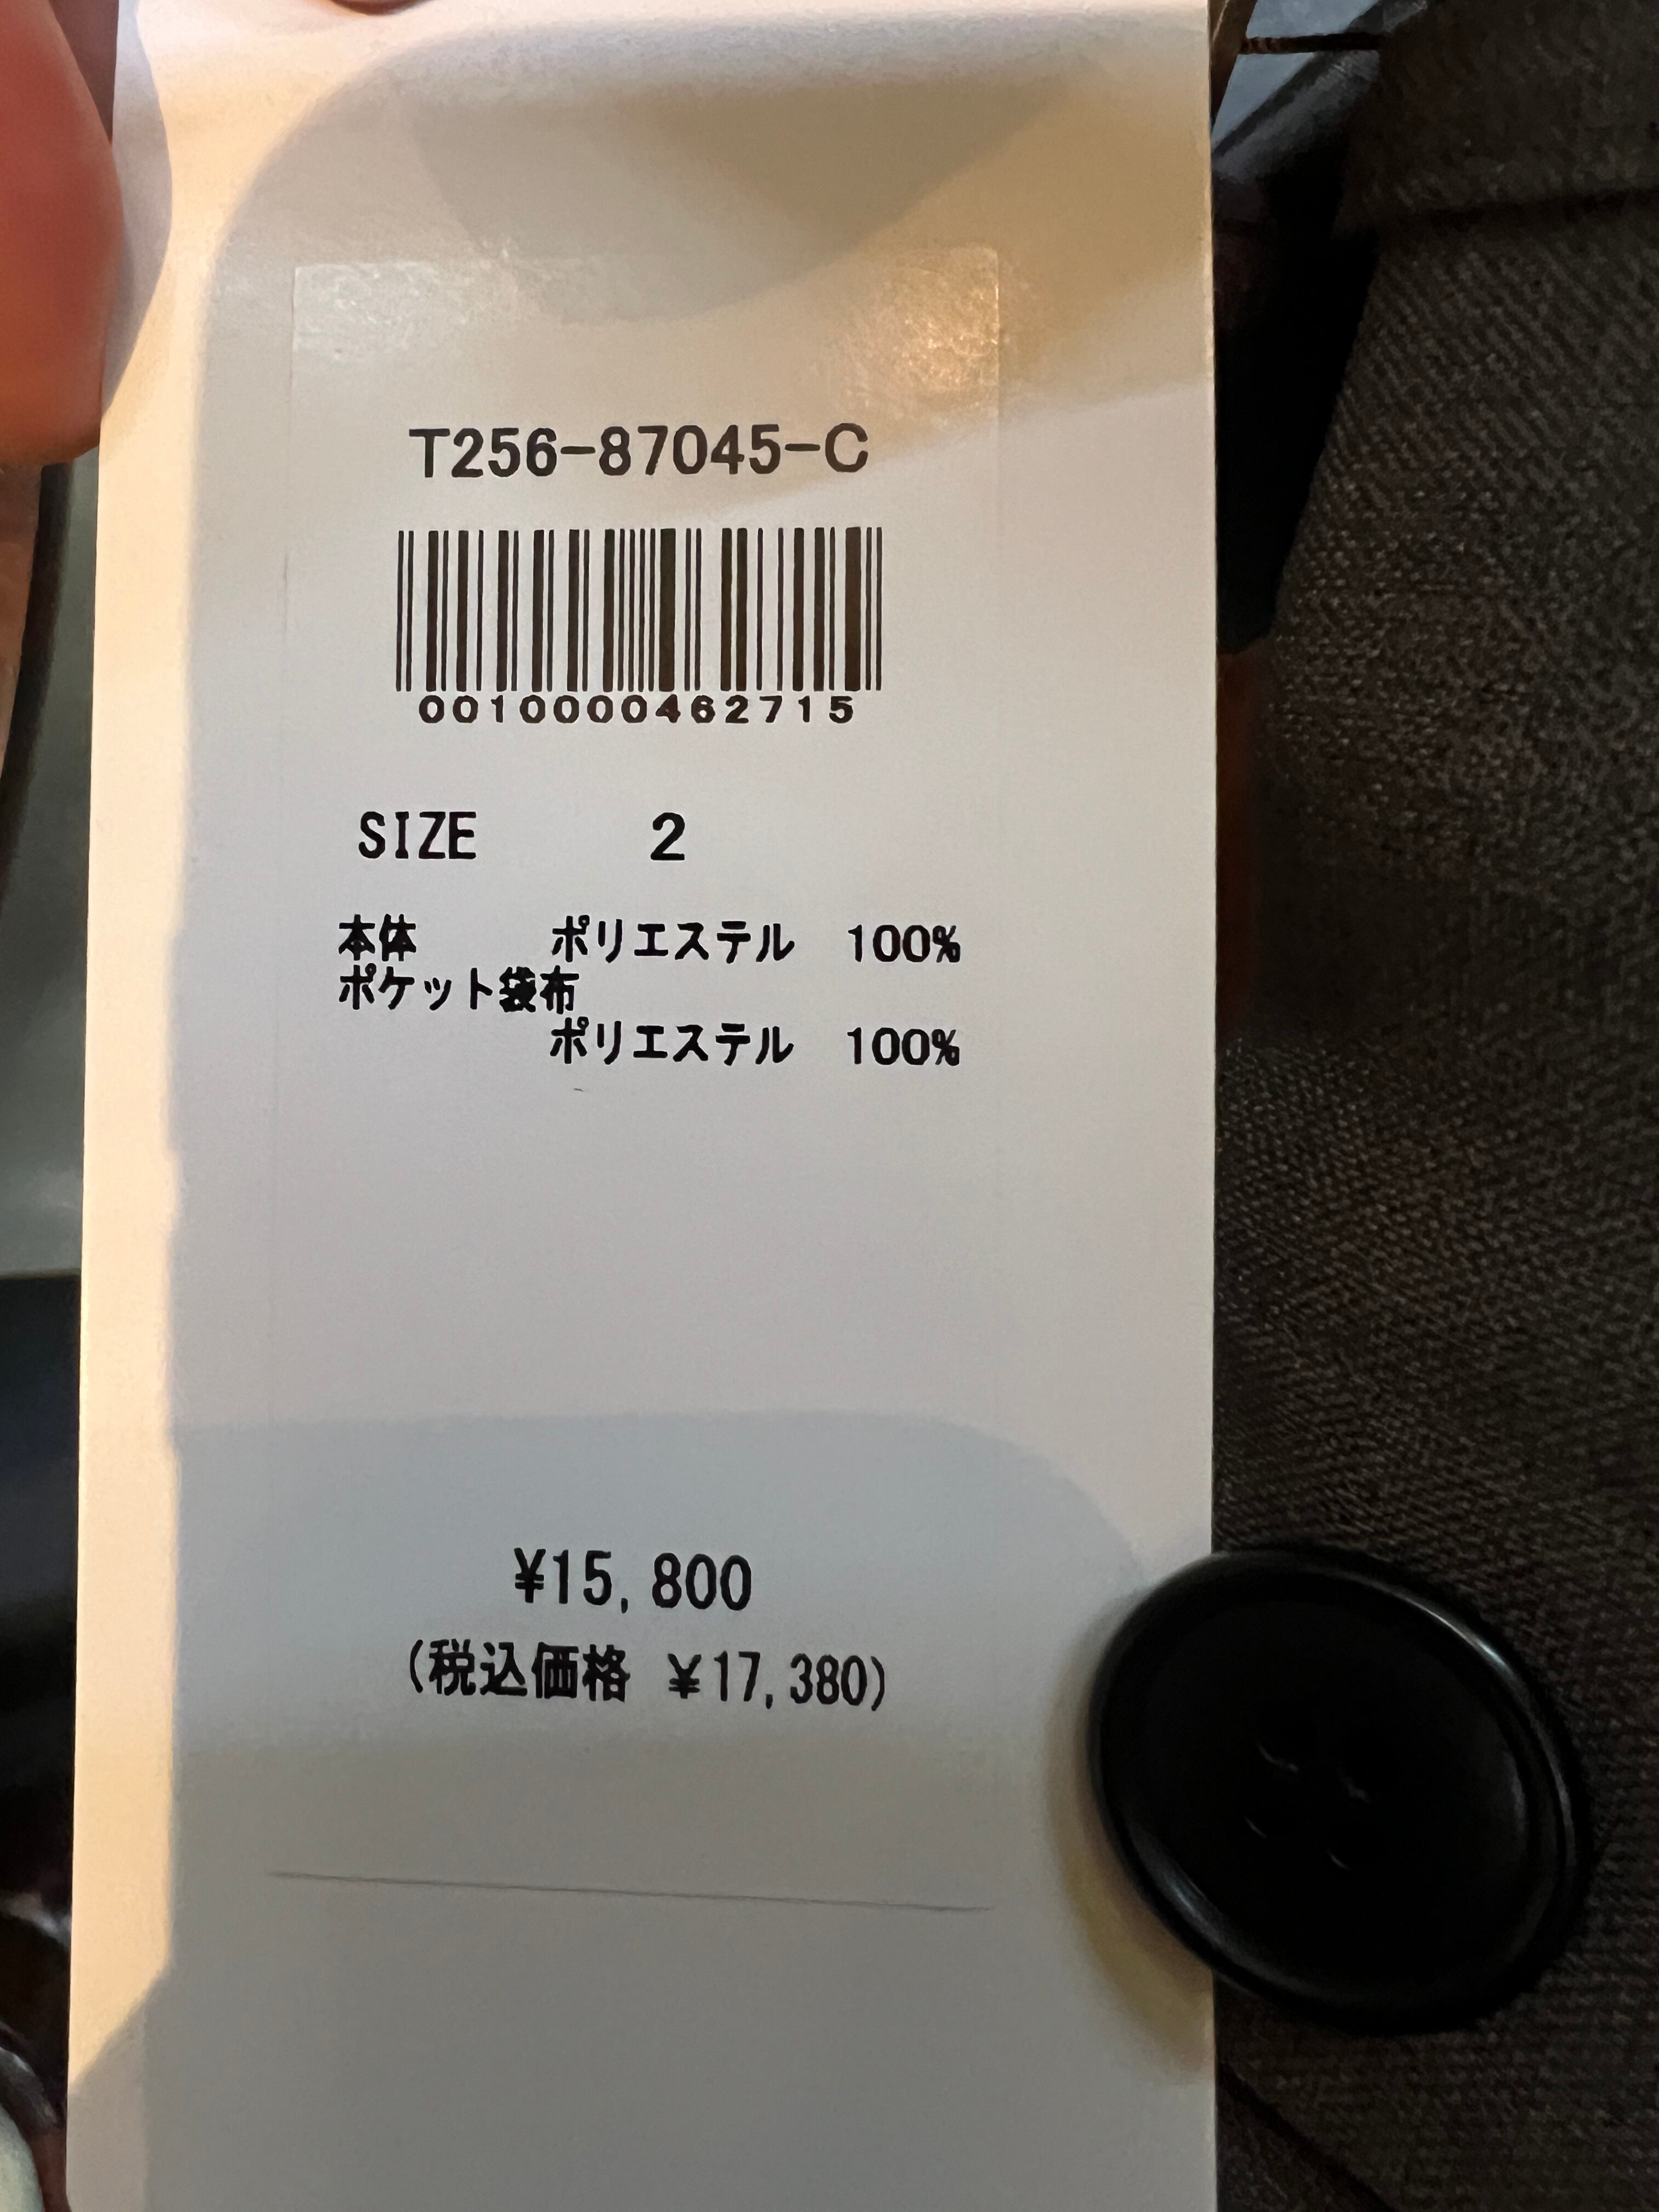 T256-87045-C
0010000462715
SIZE 2
本体 ポリエステル 100%
ポケット袋布
ポリエステル 100%
¥15,800
(税込価格 ¥17,380)